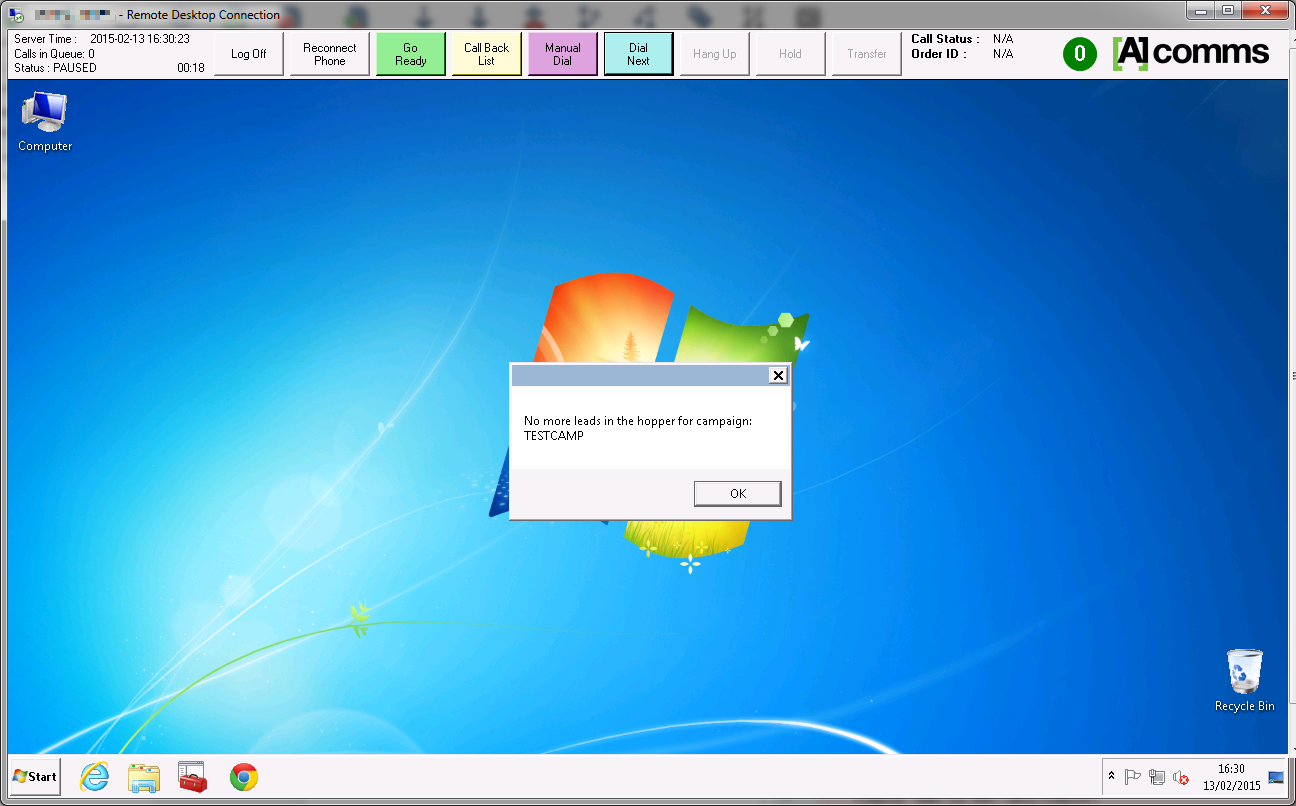 - Remote Desktop Connection
Server Time : 2015-02-13 16:30:23
Calls in Queue: 0
Status : PAUSED 00:18
Log Off
Reconnect
Phone
Go
Ready
Call Back
List
Manual
Dial
Dial
Next
Hang Up
Hold
Transfer
Call Status : N/A
Order ID : N/A
0
[A]comms
Computer
No more leads in the hopper for campaign:
TESTCAMP
OK
Recycle Bin
Start
16:30
13/02/2015